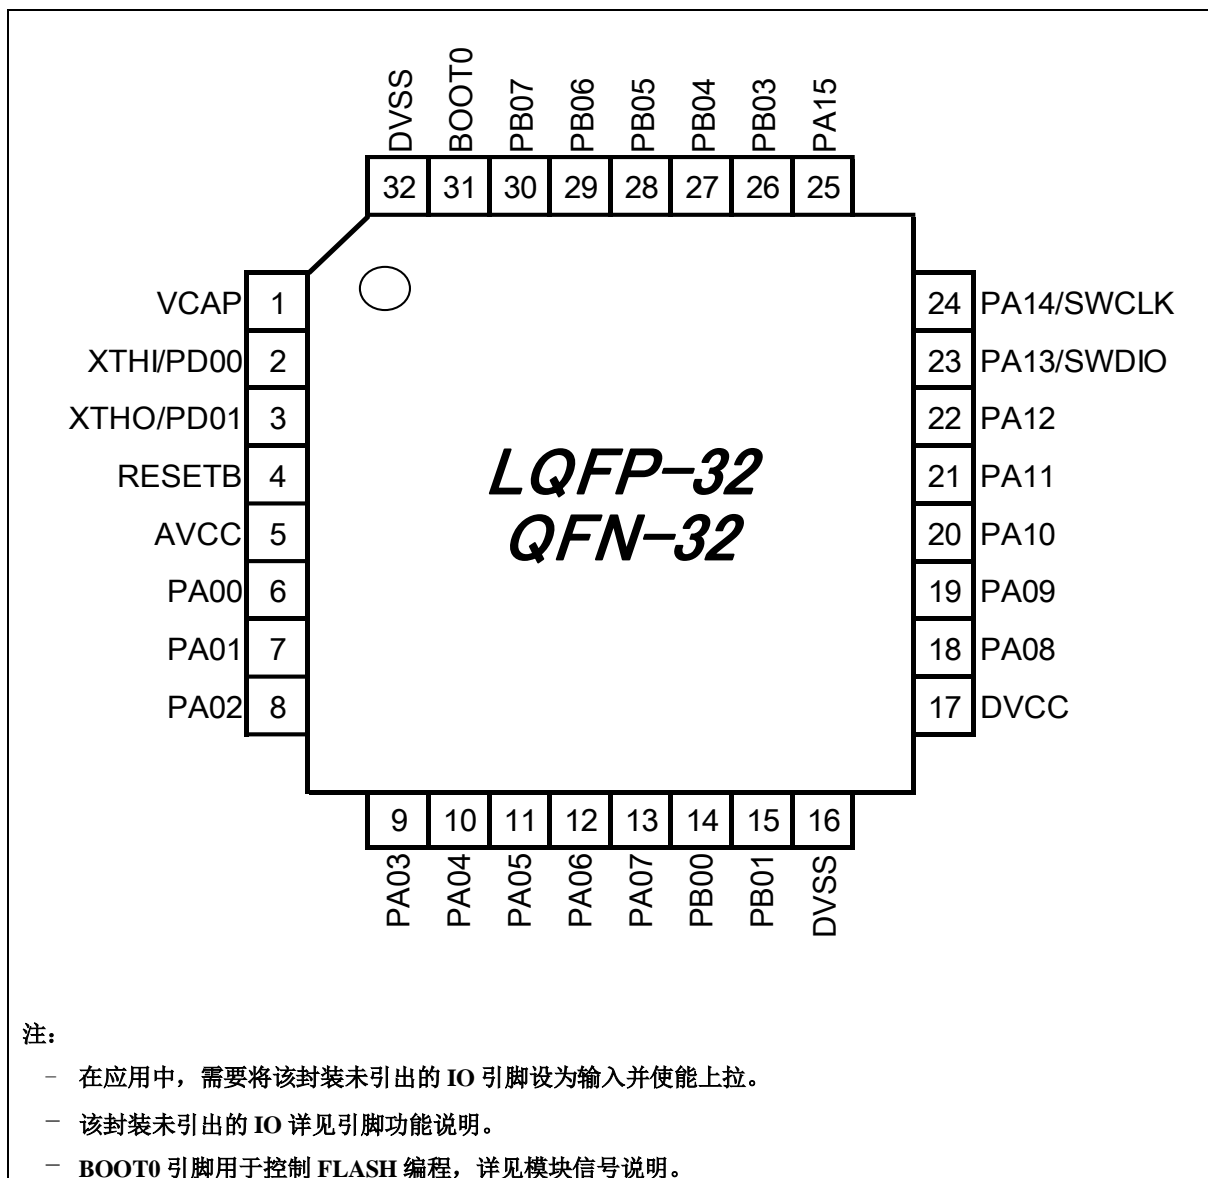 DVSS
BOOT0
PB07
PB06
PB05
PB04
PB03
PA15
32 31 30 29 28 27 26 25
VCAP 1
XTHI/PD00 2
XTHO/PD01 3
RESETB 4
AVCC 5
PA00 6
PA01 7
PA02 8
24 PA14/SWCLK
23 PA13/SWDIO
22 PA12
21 PA11
20 PA10
19 PA09
18 PA08
17 DVCC
LQFP-32
QFN-32
9 10 11 12 13 14 15 16
PA03
PA04
PA05
PA06
PA07
PB00
PB01
DVSS
注：
－ 在应用中，需要将该封装未引出的 IO 引脚设为输入并使能上拉。
－ 该封装未引出的 IO 详见引脚功能说明。
－ BOOT0 引脚用于控制 FLASH 编程，详见模块信号说明。